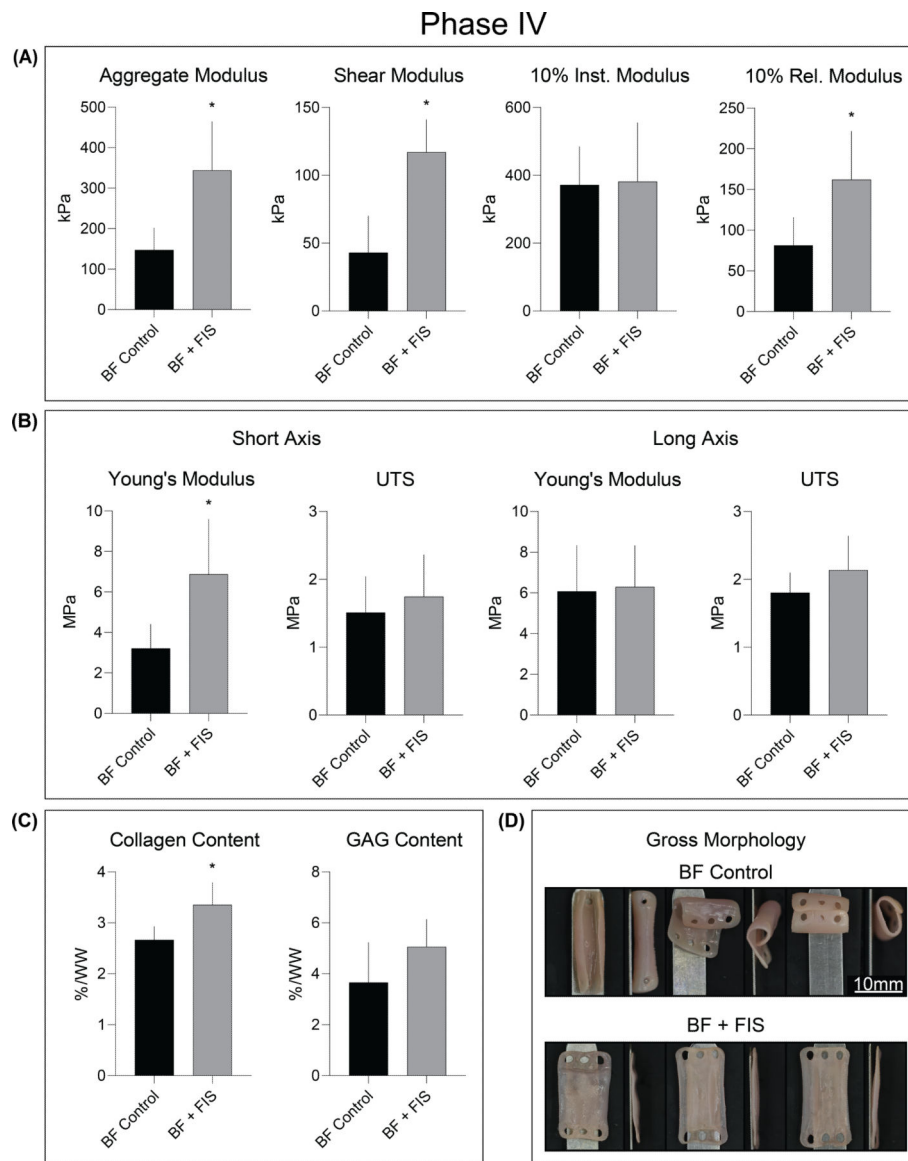 Phase IV
(A)
Aggregate Modulus
Shear Modulus
10% Inst. Modulus
10% Rel. Modulus
*
*
*
500
400
300
200
100
0
kPa
BF Control
BF + FIS
150
100
50
0
kPa
BF Control
BF + FIS
600
400
200
0
kPa
BF Control
BF + FIS
250
200
150
100
50
0
kPa
BF Control
BF + FIS
(B)
Short Axis
Long Axis
Young's Modulus
UTS
Young's Modulus
UTS
*
10
8
6
4
2
0
MPa
BF Control
BF + FIS
3
2
1
0
MPa
BF Control
BF + FIS
10
8
6
4
2
0
MPa
BF Control
BF + FIS
3
2
1
0
MPa
BF Control
BF + FIS
(C)
Collagen Content
GAG Content
*
4
3
2
1
0
%/WW
BF Control
BF + FIS
8
6
4
2
0
%/WW
BF Control
BF + FIS
(D)
Gross Morphology
BF Control
10mm
BF + FIS